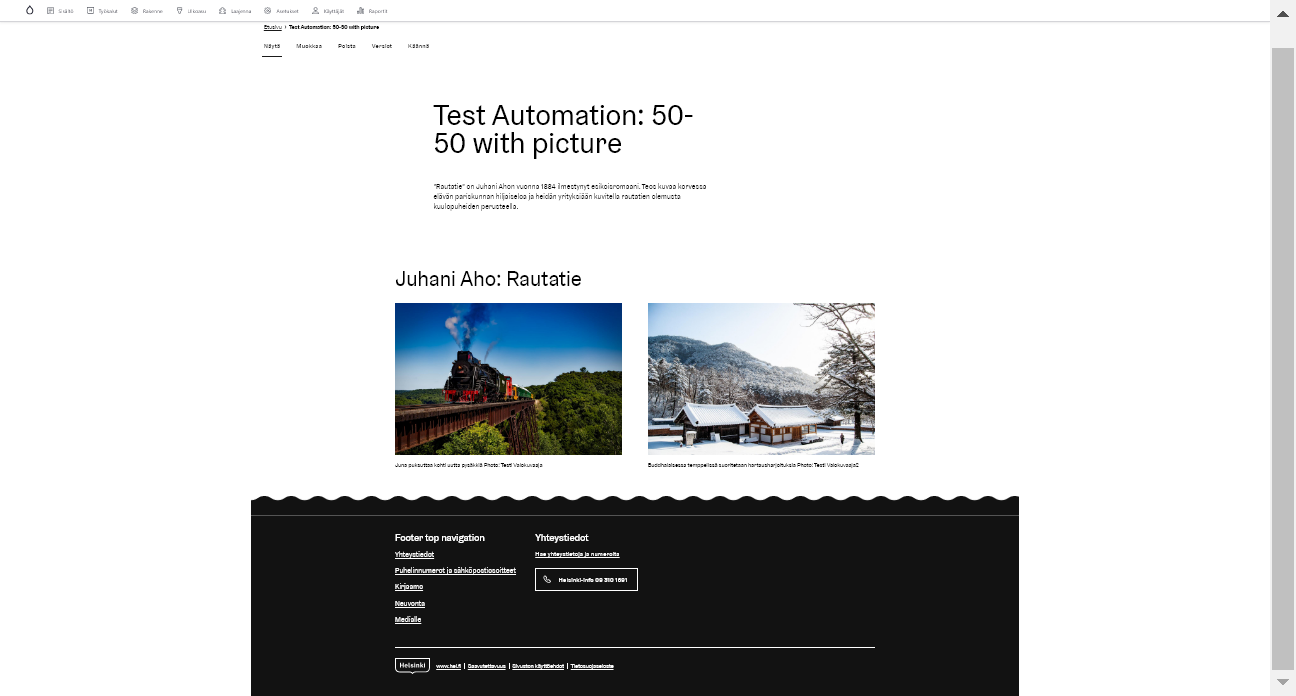 Sisältö Työkalut Rakenne Ulkoasu Laajenna Asetukset Käyttäjät Raportit
Etusivu › Test Automation: 50-50 with picture
Näytä Muokkaa Poista Versiot Käännä
Test Automation: 50-
50 with picture
"Rautatie" on Juhani Ahon vuonna 1884 ilmestynyt esikoisromaani. Teos kuvaa korvessa
elävän pariskunnan hiljaiseloa ja heidän yrityksiään kuvitella rautatien olemusta
kuulopuheiden perusteella.
Juhani Aho: Rautatie
Juna puksuttaa kohti uutta pysäkkiä Photo: Testi Valokuvaaja
Buddhalaisessa temppelissä suoritetaan hartausharjoituksia Photo: Testi Valokuvaaja2
Footer top navigation
Yhteystiedot
Puhelinnumerot ja sähköpostiosoitteet
Kirjaamo
Neuvonta
Medialle
Yhteystiedot
Hae yhteystietoja ja numeroita
Helsinki-info 09 310 1691
Helsinki www.hel.fi | Saavutettavuus | Sivuston käyttöehdot | Tietosuojaseloste